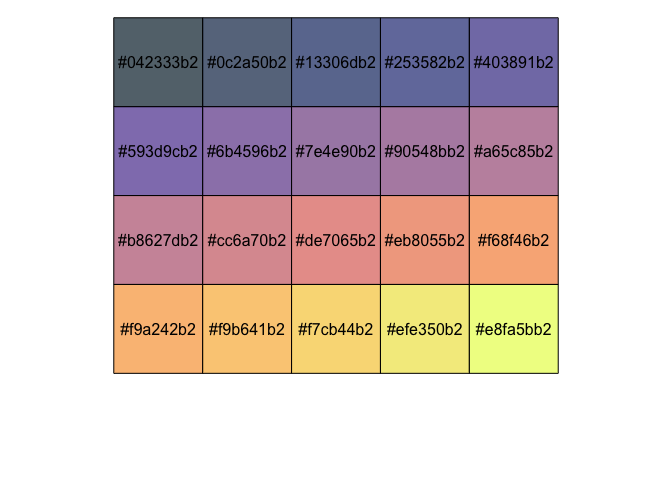 #042333b2 #0c2a50b2 #13306db2 #253582b2 #403891b2
#593d9cb2 #6b4596b2 #7e4e90b2 #90548bb2 #a65c85b2
#b8627db2 #cc6a70b2 #de7065b2 #eb8055b2 #f68f46b2
#f9a242b2 #f9b641b2 #f7cb44b2 #efe350b2 #e8fa5bb2